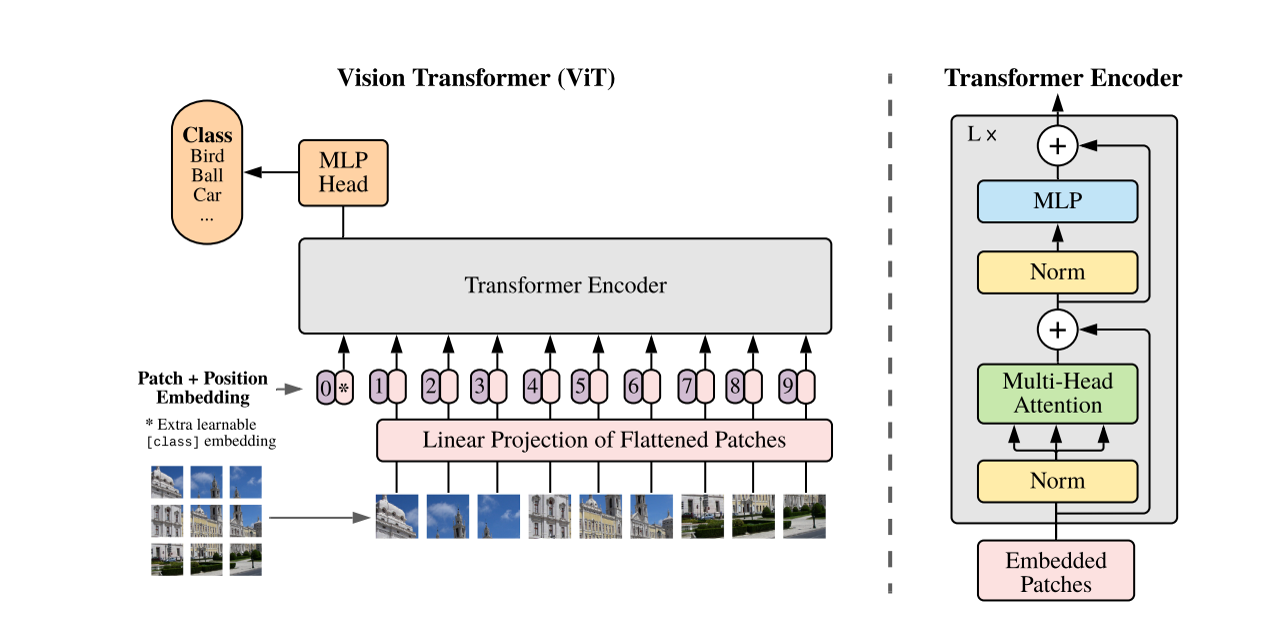 Vision Transformer (ViT)
Class
Bird
Ball
Car
...
MLP
Head
Transformer Encoder
Patch + Position
Embedding
0 * 1 2 3 4 5 6 7 8 9
* Extra learnable
[class] embedding
Linear Projection of Flattened Patches
Transformer Encoder
L ×
+
MLP
Norm
+
Multi-Head
Attention
Norm
Embedded
Patches